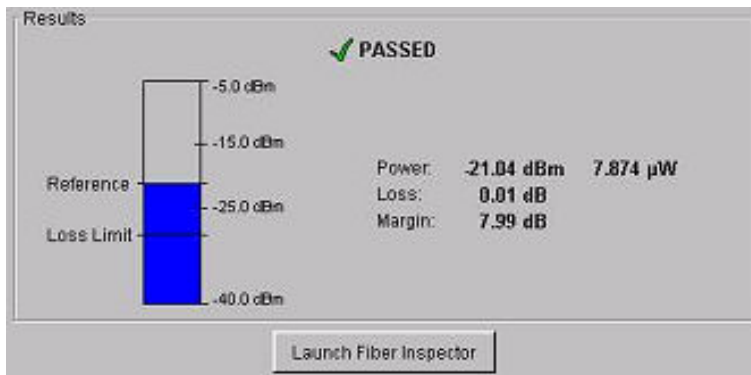 Results
PASSED
-5.0 dBm
-15.0 dBm
Reference
-25.0 dBm
Loss Limit
-40.0 dBm
Power: -21.04 dBm 7.874 µW
Loss: 0.01 dB
Margin: 7.99 dB
Launch Fiber Inspector